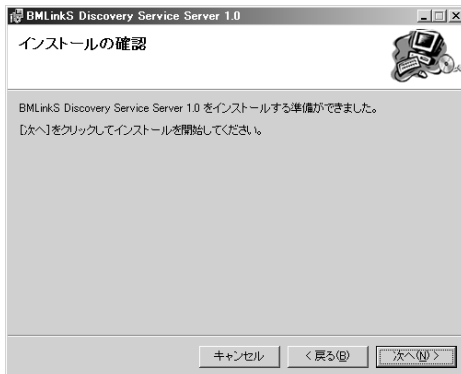 BMLinkS Discovery Service Server 1.0
インストールの確認
BMLinkS Discovery Service Server 1.0 をインストールする準備ができました。
[次へ]をクリックしてインストールを開始してください。
キャンセル
< 戻る(B)
次へ(N) >